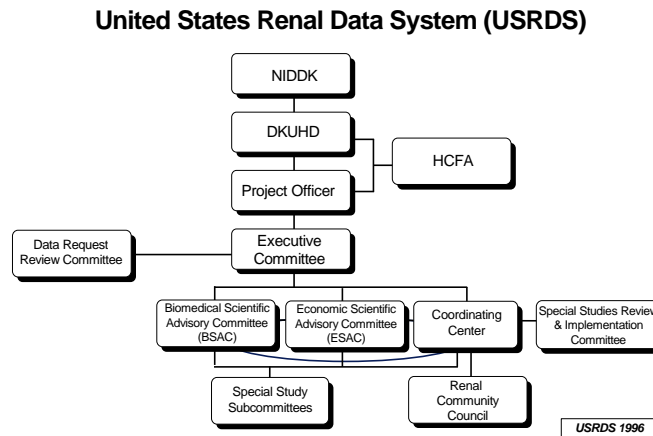 United States Renal Data System (USRDS)
NIDDK
DKUHD
HCFA
Project Officer
Executive
Committee
Data Request
Review Committee
Biomedical Scientific
Advisory Committee
(BSAC)
Economic Scientific
Advisory Committee
(ESAC)
Coordinating
Center
Special Studies Review
& Implementation
Committee
Special Study
Subcommittees
Renal
Community
Council
USRDS 1996